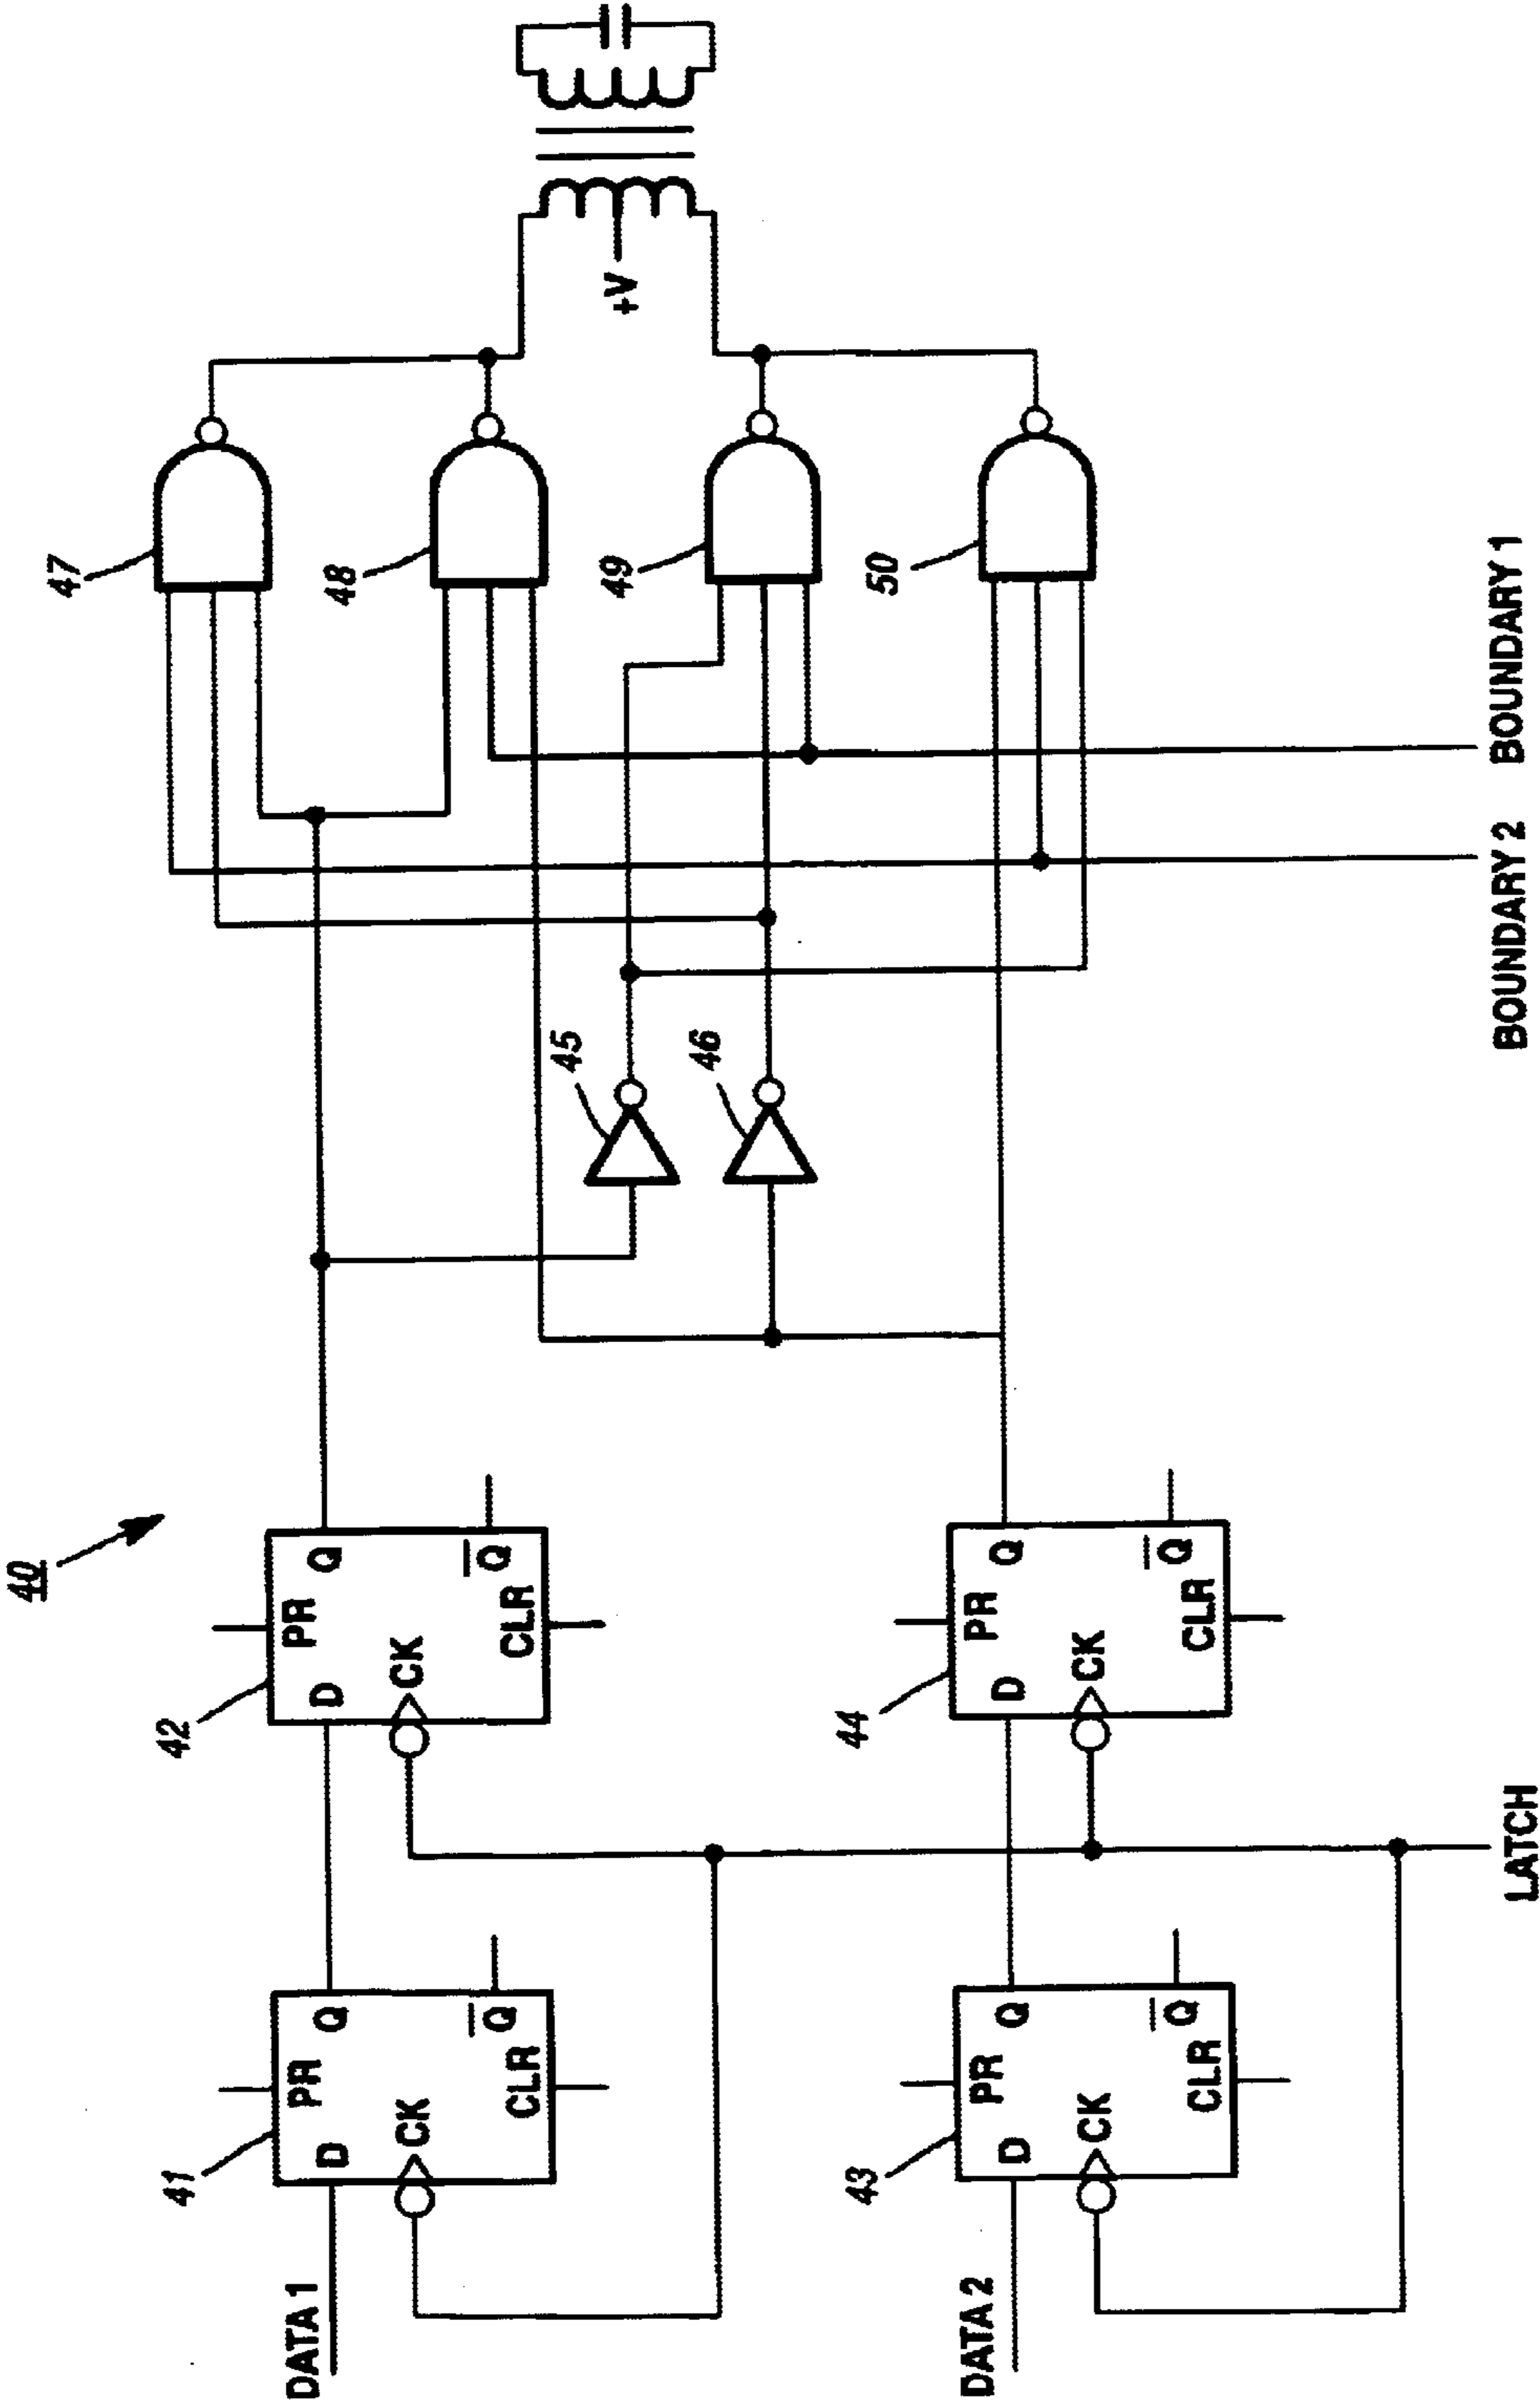 40
41
PR
D
Q
CK
Q
CLR
DATA 1
42
PR
D
Q
CK
Q
CLR
43
PR
D
Q
CK
Q
CLR
DATA 2
44
PR
D
Q
CK
Q
CLR
LATCH
45
46
47
48
49
50
+V
BOUNDARY 2
BOUNDARY 1